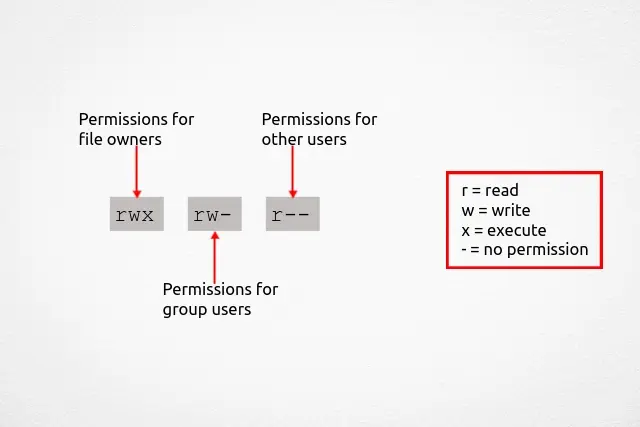 Permissions for
file owners
Permissions for
other users
rwx
rw-
r--
Permissions for
group users
r = read
w = write
x = execute
- = no permission